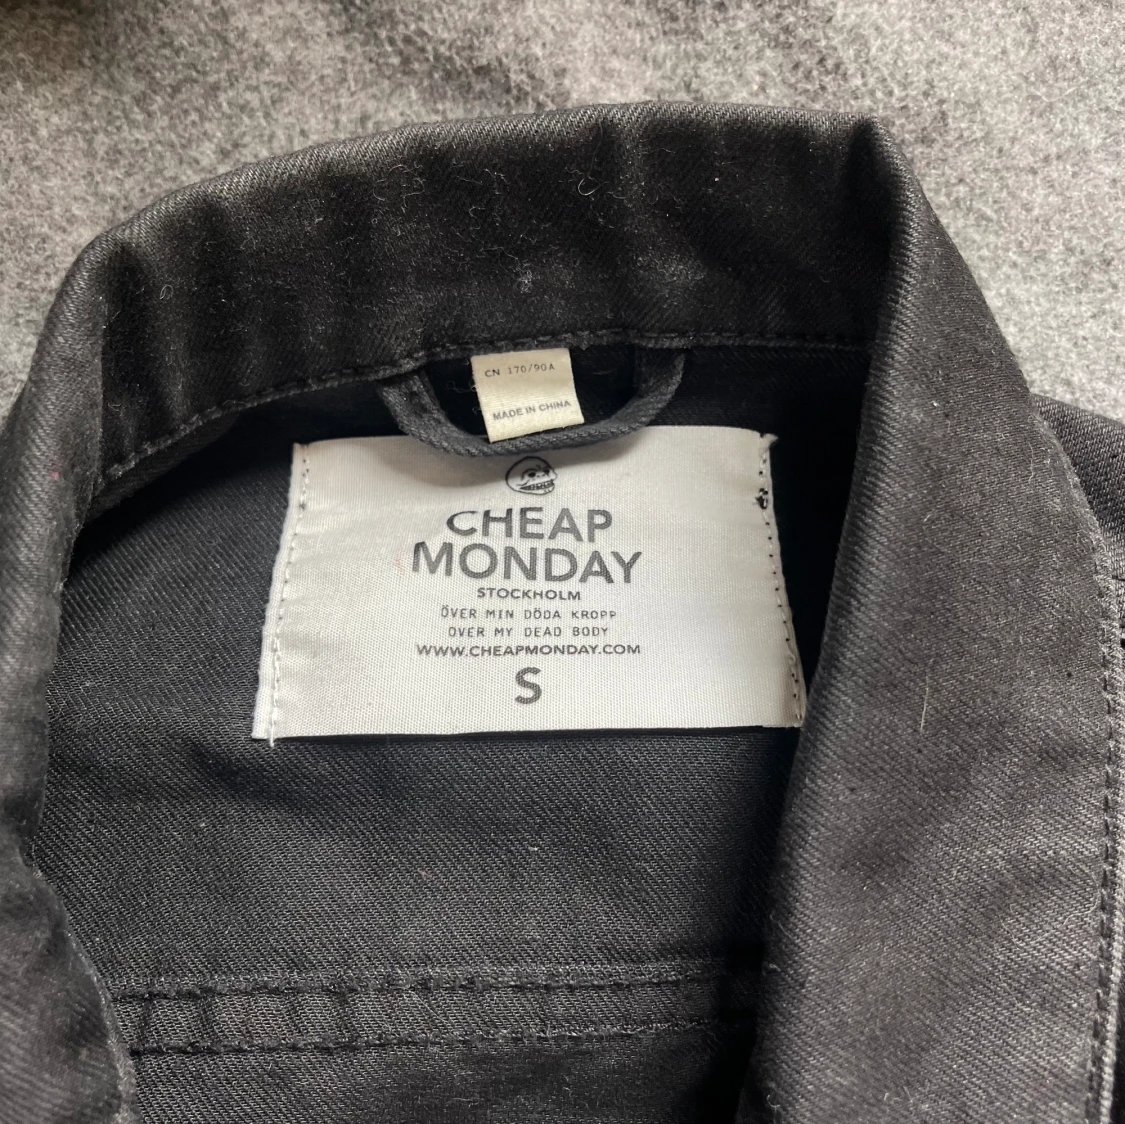 CN 170/90A
MADE IN CHINA
CHEAP
MONDAY
STOCKHOLM
ÖVER MIN DÖDA KROPP
OVER MY DEAD BODY
WWW.CHEAPMONDAY.COM
S